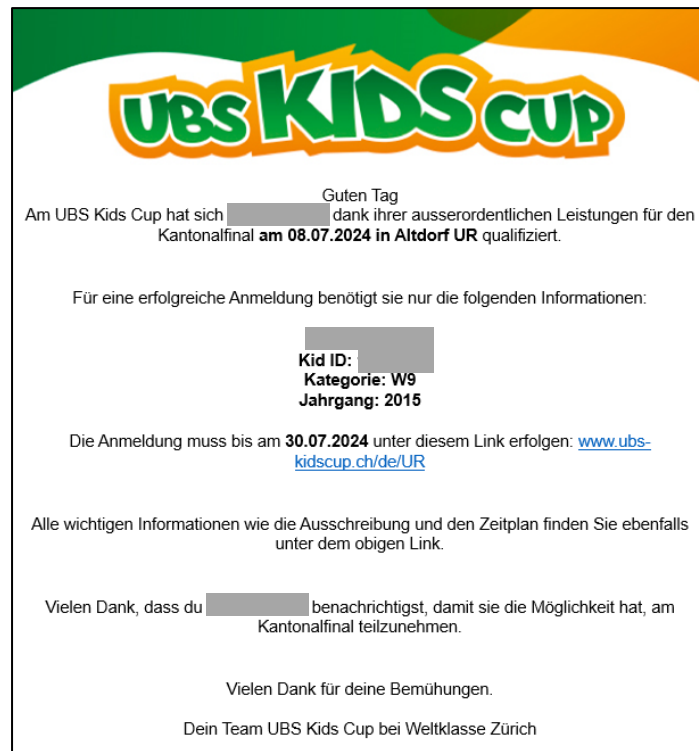 UBS KIDS CUP
Guten Tag
Am UBS Kids Cup hat sich dank ihrer ausserordentlichen Leistungen für den
Kantonalfinal am 08.07.2024 in Altdorf UR qualifiziert.
Für eine erfolgreiche Anmeldung benötigt sie nur die folgenden Informationen:
Kid ID:
Kategorie: W9
Jahrgang: 2015
Die Anmeldung muss bis am 30.07.2024 unter diesem Link erfolgen: www.ubs-
kidscup.ch/de/UR
Alle wichtigen Informationen wie die Ausschreibung und den Zeitplan finden Sie ebenfalls
unter dem obigen Link.
Vielen Dank, dass du benachrichtigst, damit sie die Möglichkeit hat, am
Kantonalfinal teilzunehmen.
Vielen Dank für deine Bemühungen.
Dein Team UBS Kids Cup bei Weltklasse Zürich